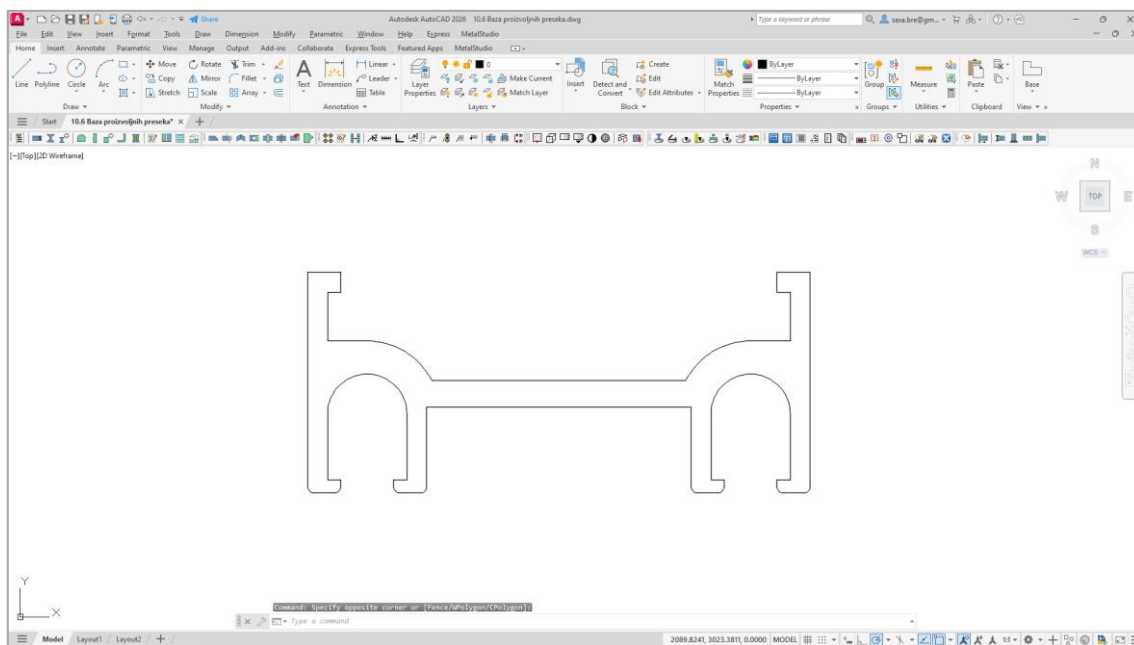 Share
Autodesk AutoCAD 2026 10.6 Baza proizvoljnih preseka.dwg
Type a keyword or phrase
sasa.bre@gm...
File Edit View Insert Format Tools Draw Dimension Modify Parametric Window Help Express MetalStudio
Home Insert Annotate Parametric View Manage Output Add-ins Collaborate Express Tools Featured Apps MetalStudio
Line Polyline Circle Arc
Move Rotate Trim
Copy Mirror Fillet
Stretch Scale Array
Text Dimension
Linear
Leader
Table
Layer Properties
0
Make Current
Match Layer
Insert
Detect and Convert
Create
Edit
Edit Attributes
Match Properties
ByLayer
ByLayer
ByLayer
Group
Measure
Paste
Base
Draw Modify Annotation Layers Block Properties Groups Utilities Clipboard View
Start 10.6 Baza proizvoljnih preseka*
[−][Top][2D Wireframe]
N
W TOP E
S
WCS
Y
X
Command: Specify opposite corner or [Fence/WPolygon/CPolygon]:
Type a command
Model Layout1 Layout2 +
2089.8241, 3023.3811, 0.0000 MODEL 1:1